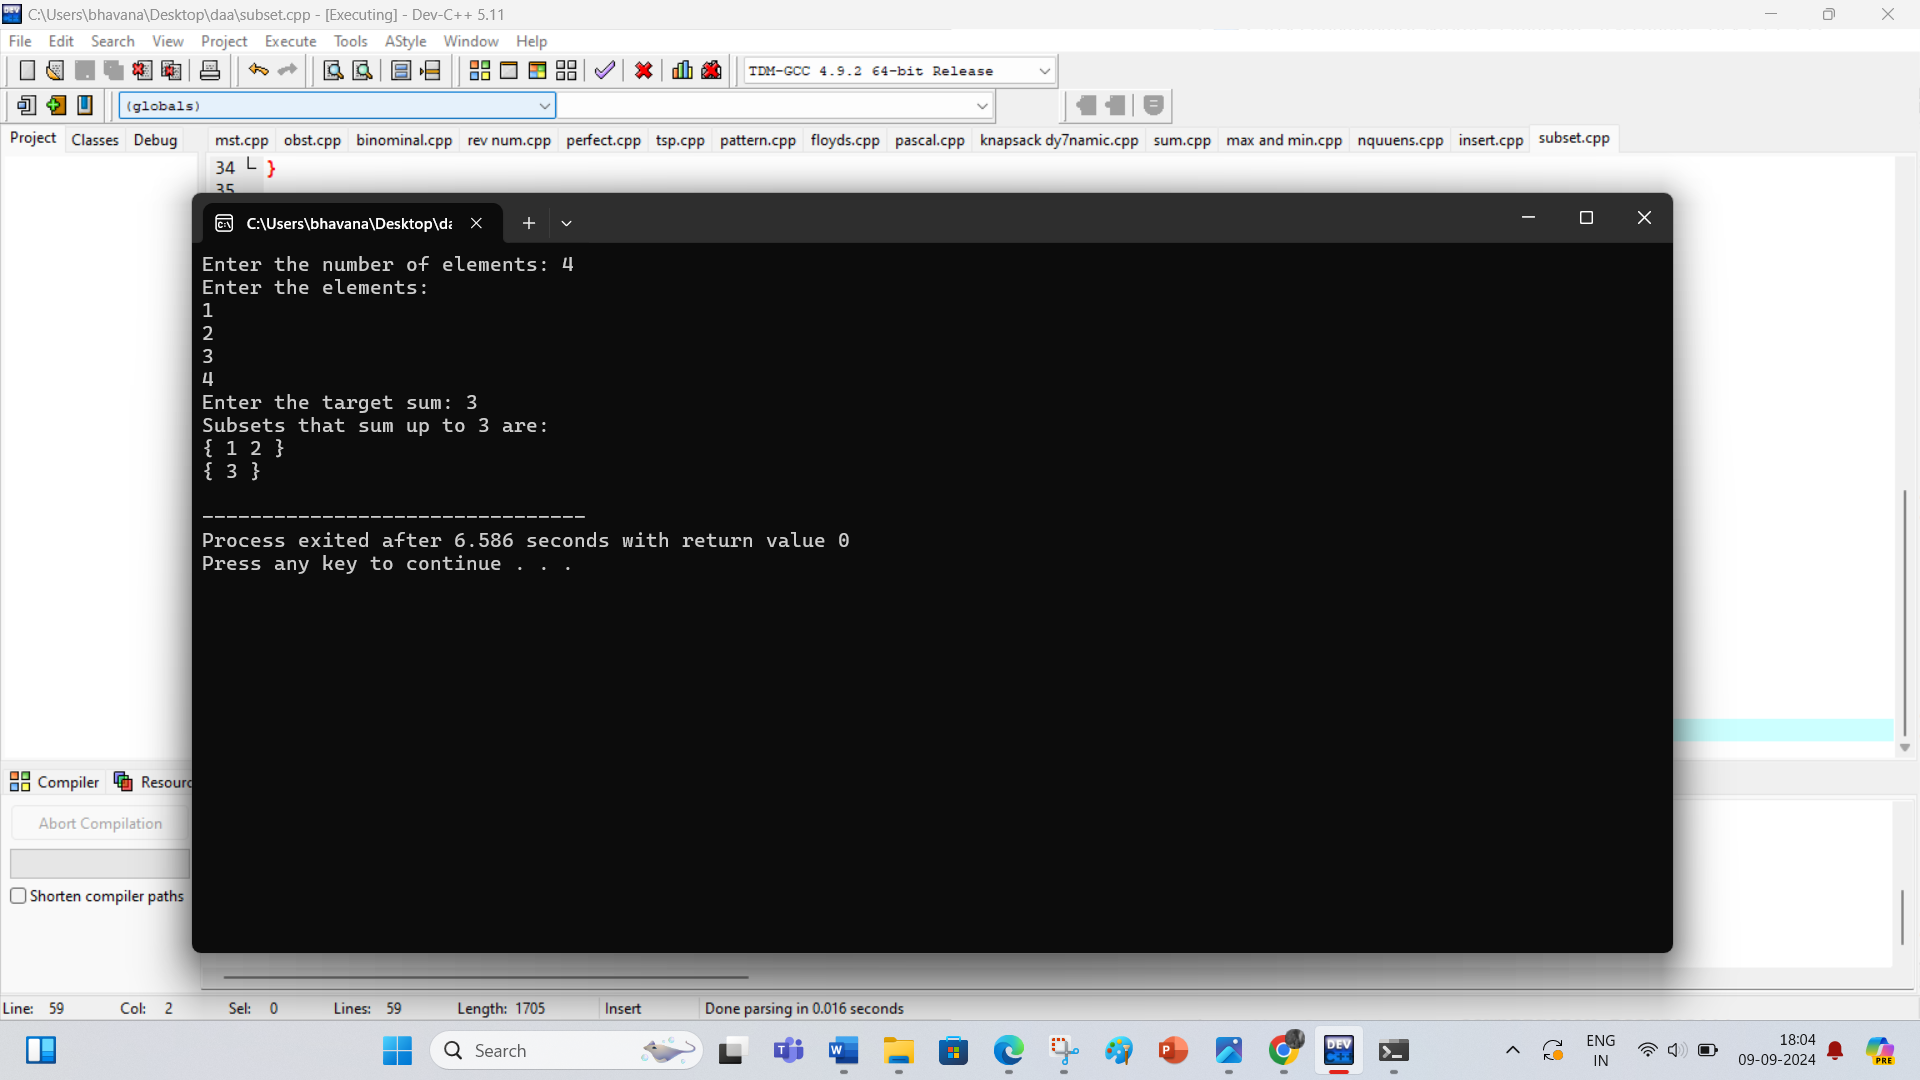 C:\Users\bhavana\Desktop\daa\subset.cpp - [Executing] - Dev-C++ 5.11
File Edit Search View Project Execute Tools AStyle Window Help
TDM-GCC 4.9.2 64-bit Release
(globals)
Project Classes Debug mst.cpp obst.cpp binominal.cpp rev num.cpp perfect.cpp tsp.cpp pattern.cpp floyds.cpp pascal.cpp knapsack dy7namic.cpp sum.cpp max and min.cpp nquuens.cpp insert.cpp subset.cpp
34 }
35
C:\Users\bhavana\Desktop\da
Enter the number of elements: 4
Enter the elements:
1
2
3
4
Enter the target sum: 3
Subsets that sum up to 3 are:
{ 1 2 }
{ 3 }
--------------------------------
Process exited after 6.586 seconds with return value 0
Press any key to continue . . .
Compiler Resourc
Abort Compilation
Shorten compiler paths
Line: 59 Col: 2 Sel: 0 Lines: 59 Length: 1705 Insert Done parsing in 0.016 seconds
Search
DEV C++
ENG
IN
18:04
09-09-2024
PRE